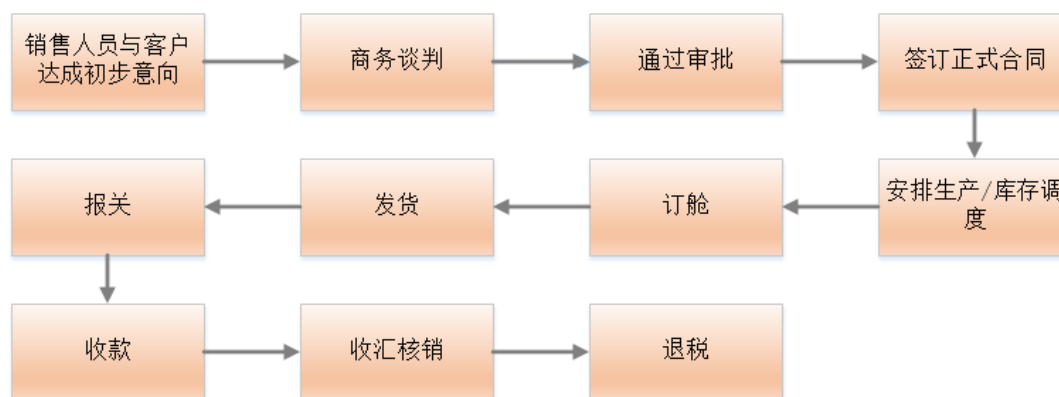 销售人员与客户
达成初步意向
商务谈判
通过审批
签订正式合同
安排生产/库存调
度
订舱
发货
报关
收款
收汇核销
退税